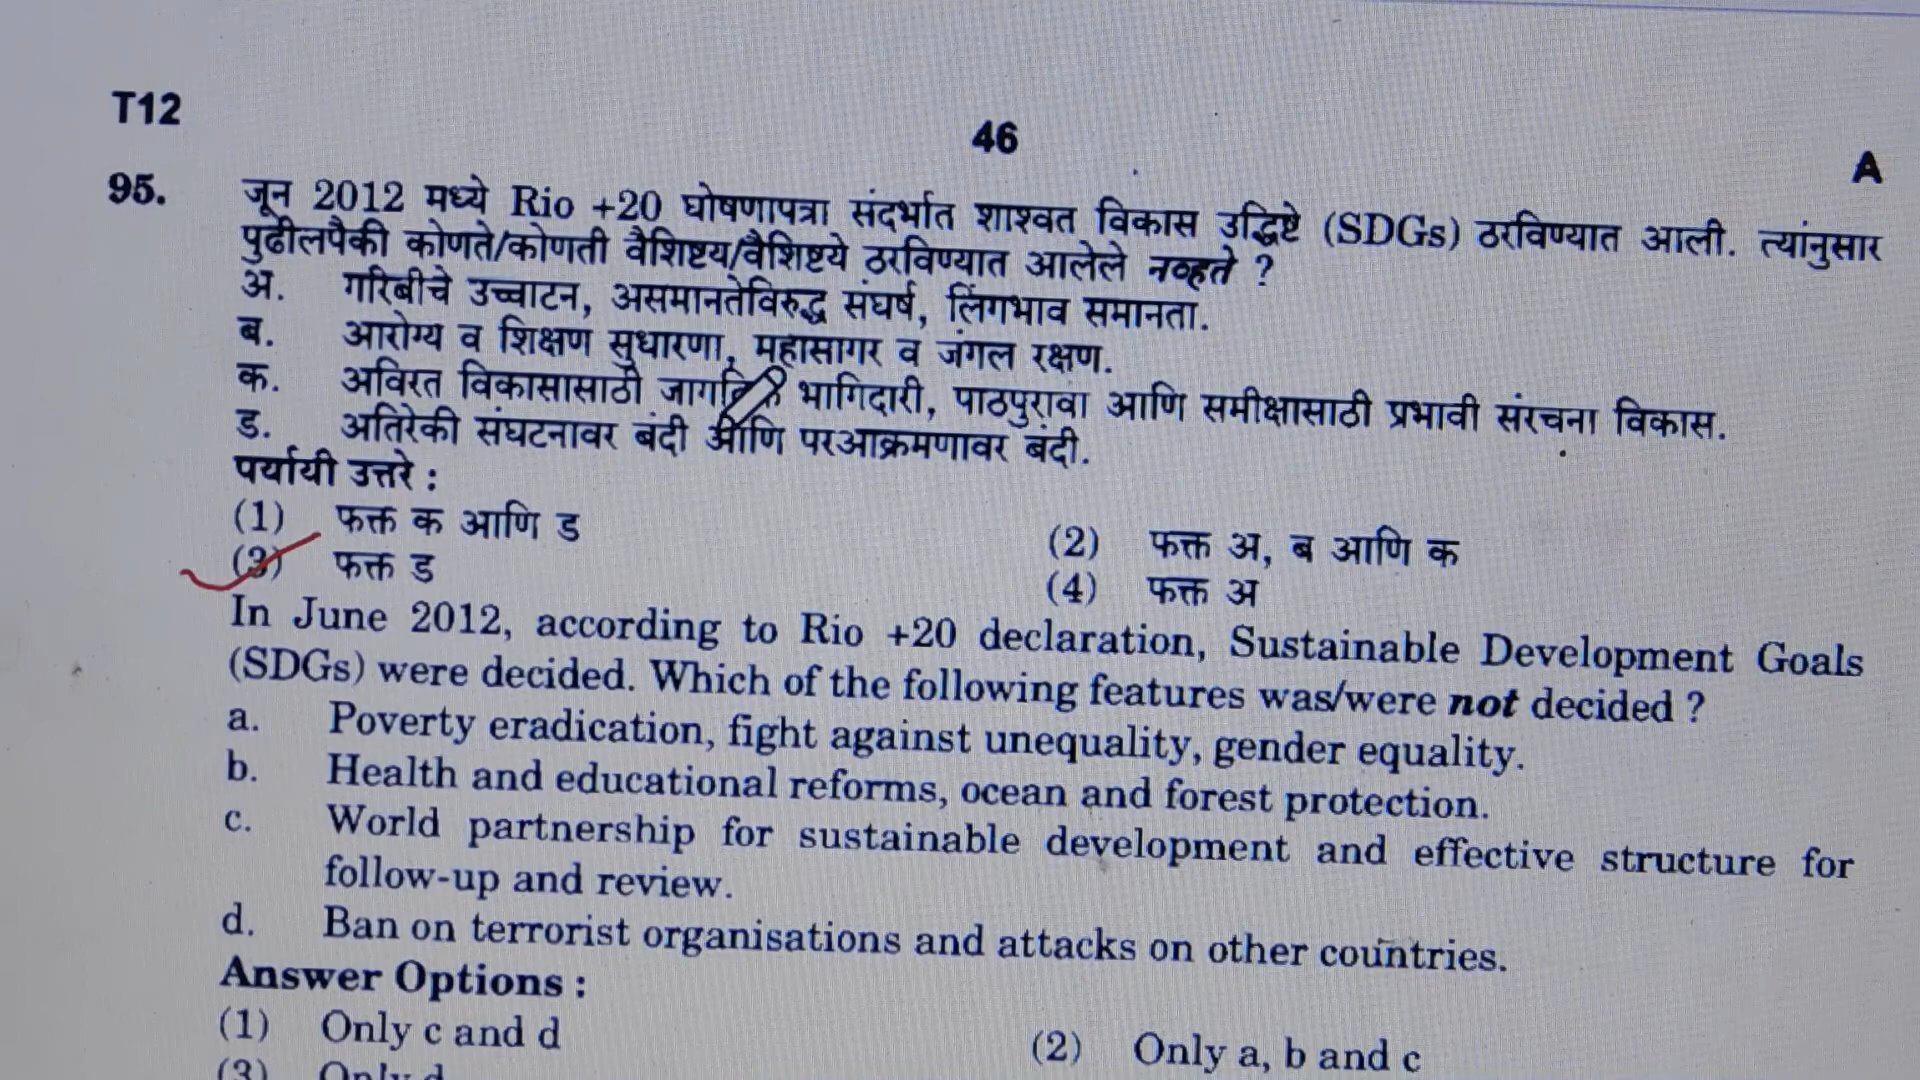 T12
46
A
95. जून 2012 मध्ये Rio +20 घोषणापत्रा संदर्भात शाश्वत विकास उद्धिष्टे (SDGs) ठरविण्यात आली. त्यांनुसार
पुढीलपैकी कोणते/कोणती वैशिष्टय/वैशिष्टये ठरविण्यात आलेले नव्हते ?
अ. गरिबीचे उच्चाटन, असमानतेविरुद्ध संघर्ष, लिंगभाव समानता.
ब. आरोग्य व शिक्षण सुधारणा, महासागर व जंगल रक्षण.
क. अविरत विकासासाठी भागिदारी, पाठपुरावा आणि समीक्षासाठी प्रभावी संरचना विकास.
ड. अतिरेकी संघटनावर बंदी आणि परआक्रमणावर बंदी.
पर्यायी उत्तरे :
(1) फक्त क आणि ड
(2) फक्त अ, ब आणि क
(3) फक्त ड
(4) फक्त अ
In June 2012, according to Rio +20 declaration, Sustainable Development Goals
(SDGs) were decided. Which of the following features was/were not decided ?
a. Poverty eradication, fight against unequality, gender equality.
b. Health and educational reforms, ocean and forest protection.
c. World partnership for sustainable development and effective structure for
follow-up and review.
d. Ban on terrorist organisations and attacks on other countries.
Answer Options :
(1) Only c and d
(2) Only a, b and c
(3) Only d